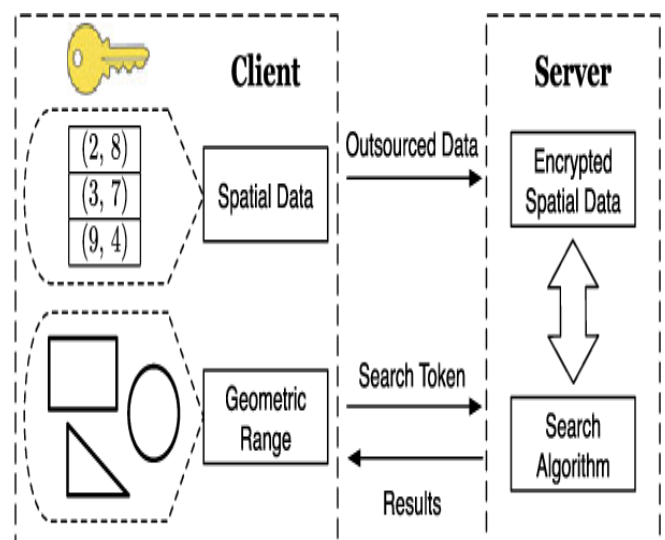 Client
Server
(2, 8)
(3, 7)
(9, 4)
Spatial Data
Outsourced Data
Encrypted
Spatial Data
Geometric
Range
Search Token
Results
Search
Algorithm